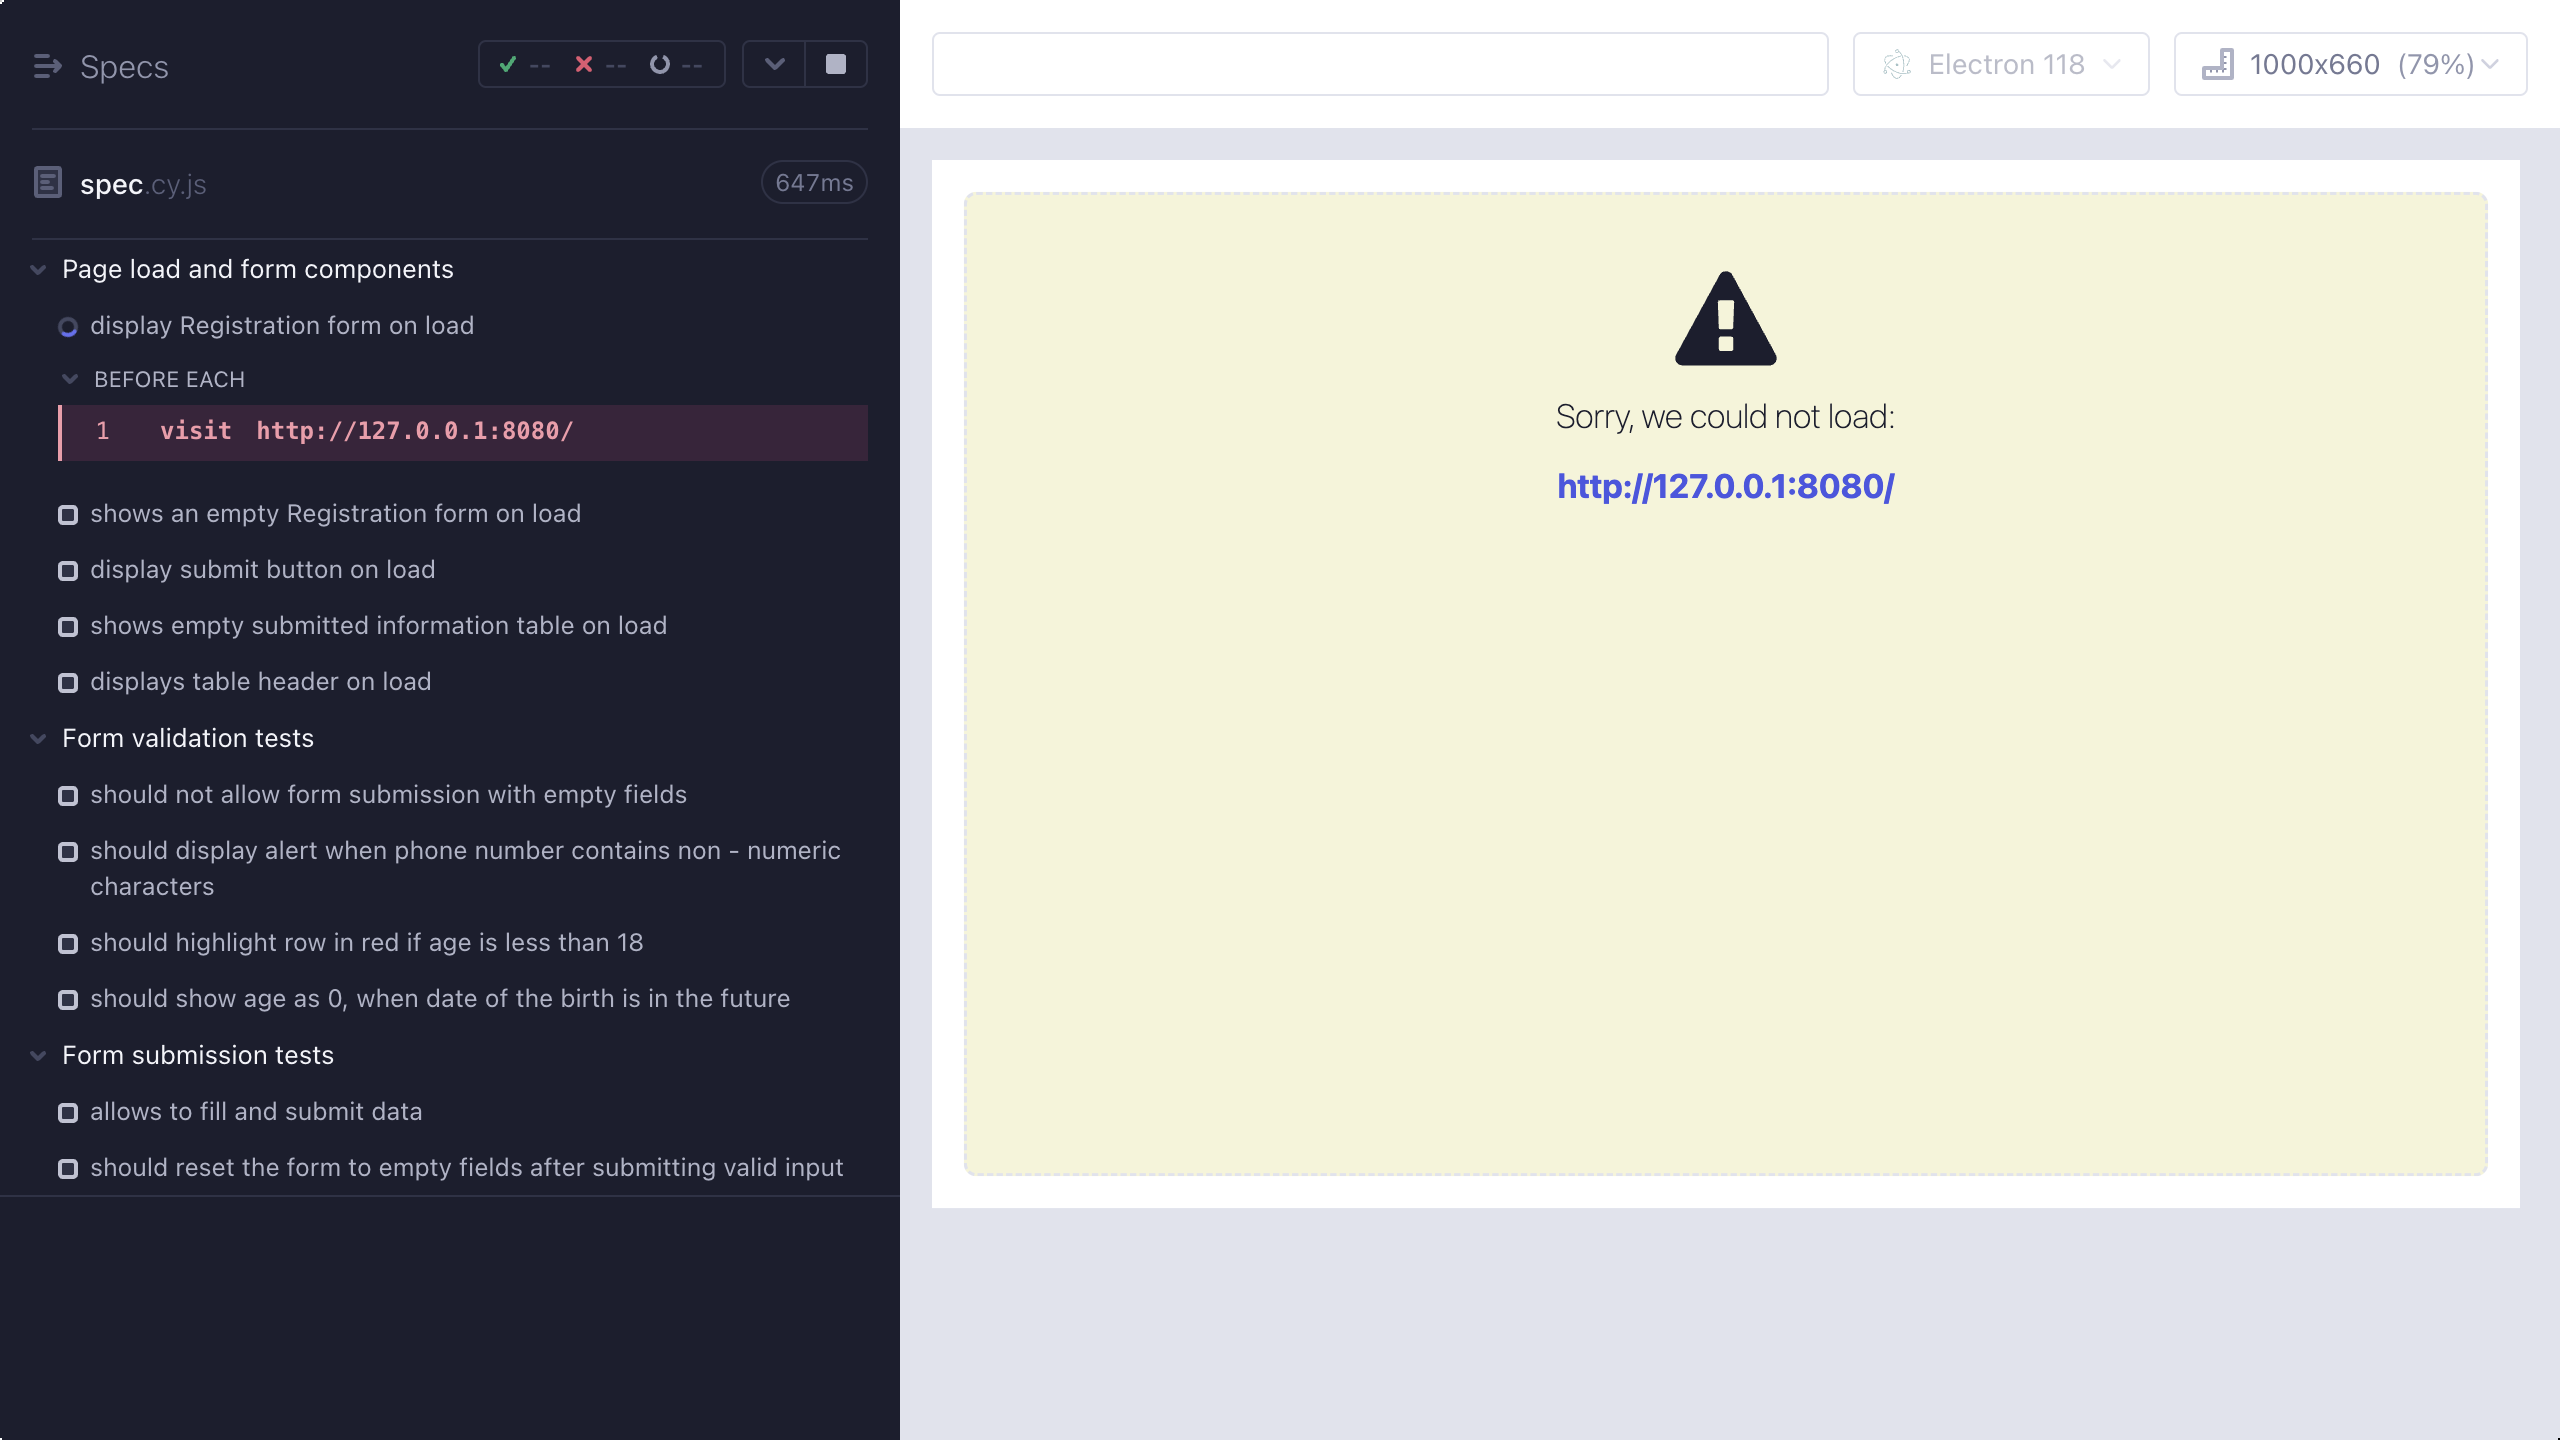 Specs
-- -- --
spec.cy.js
647ms
Page load and form components
display Registration form on load
BEFORE EACH
1 visit http://127.0.0.1:8080/
shows an empty Registration form on load
display submit button on load
shows empty submitted information table on load
displays table header on load
Form validation tests
should not allow form submission with empty fields
should display alert when phone number contains non - numeric
characters
should highlight row in red if age is less than 18
should show age as 0, when date of the birth is in the future
Form submission tests
allows to fill and submit data
should reset the form to empty fields after submitting valid input
Electron 118
1000x660 (79%)
Sorry, we could not load:
http://127.0.0.1:8080/